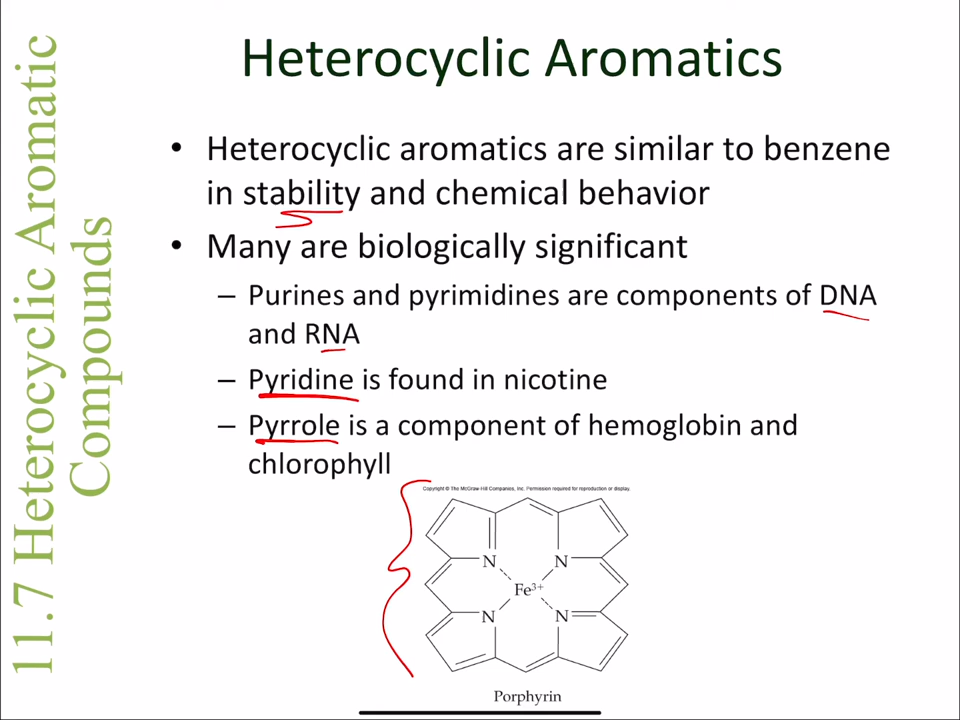 11.7 Heterocyclic Aromatic
Compounds
Heterocyclic Aromatics
• Heterocyclic aromatics are similar to benzene
in stability and chemical behavior
• Many are biologically significant
– Purines and pyrimidines are components of DNA
and RNA
– Pyridine is found in nicotine
– Pyrrole is a component of hemoglobin and
chlorophyll
Copyright © The McGraw-Hill Companies, Inc. Permission required for reproduction or display.
N N
Fe³⁺
N N
Porphyrin